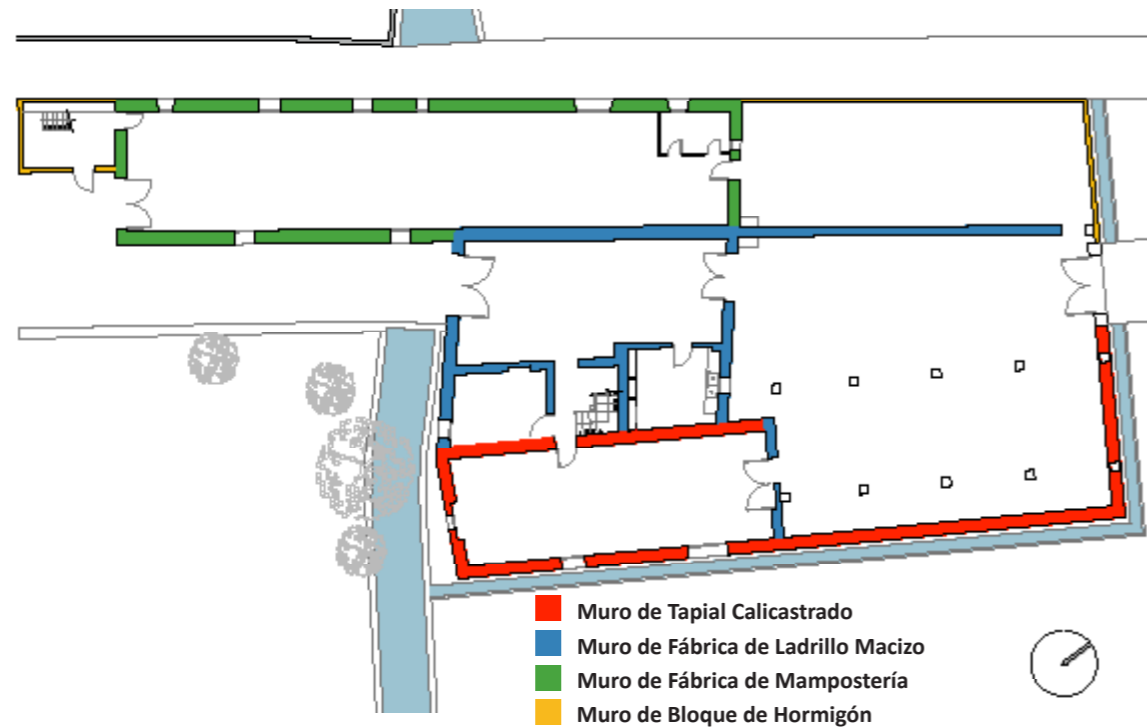 Muro de Tapial Calicastrado
Muro de Fábrica de Ladrillo Macizo
Muro de Fábrica de Mampostería
Muro de Bloque de Hormigón